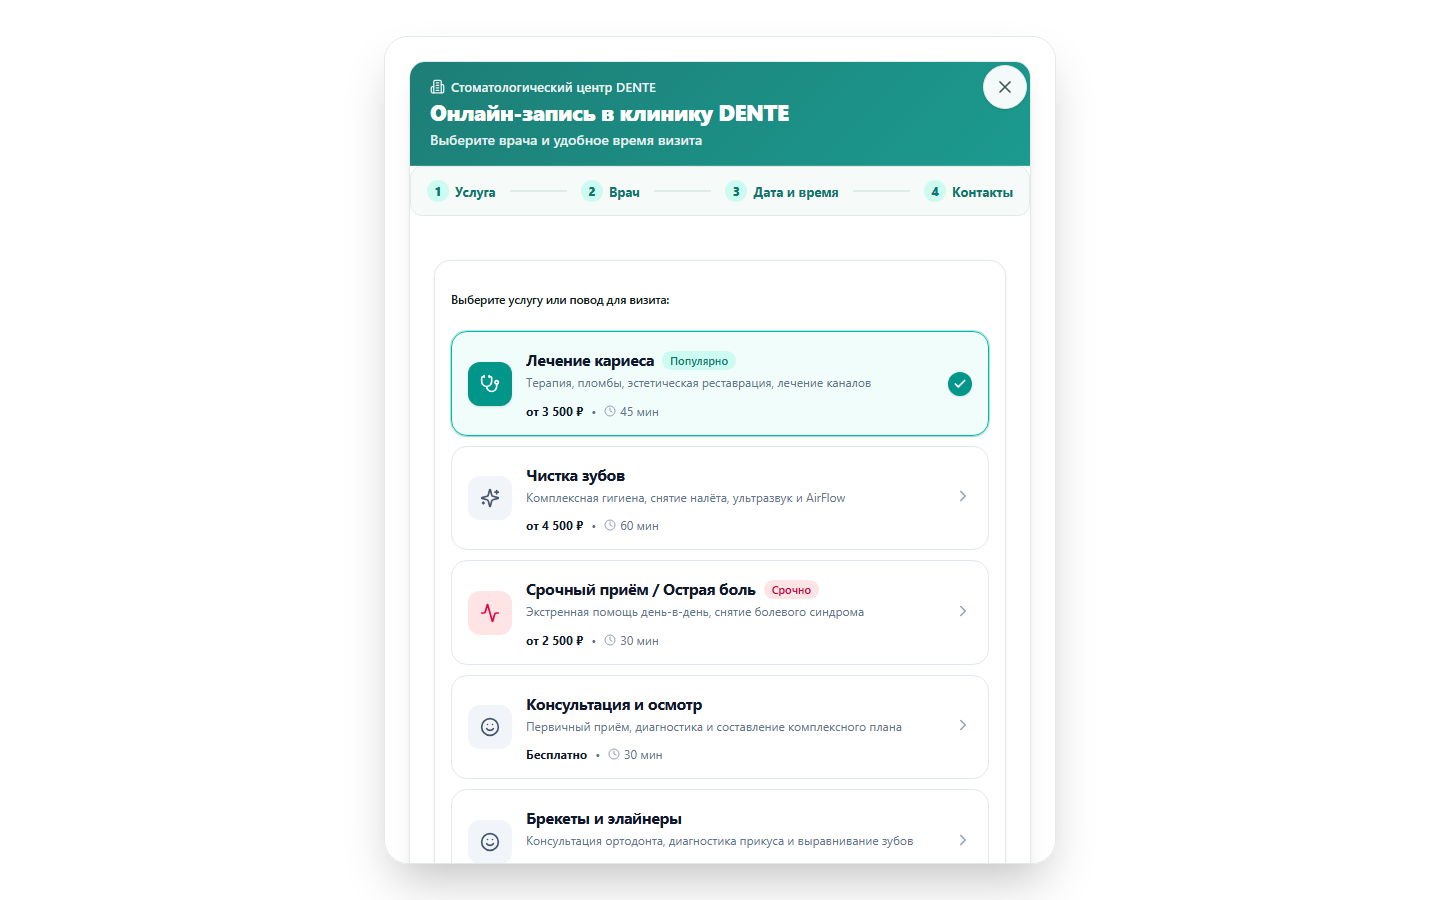 Стоматологический центр DENTE
Онлайн-запись в клинику DENTE
Выберите врача и удобное время визита
1 Услуга 2 Врач 3 Дата и время 4 Контакты
Выберите услугу или повод для визита:
Лечение кариеса Популярно
Терапия, пломбы, эстетическая реставрация, лечение каналов
от 3 500 ₽ • 45 мин
Чистка зубов
Комплексная гигиена, снятие налёта, ультразвук и AirFlow
от 4 500 ₽ • 60 мин
Срочный приём / Острая боль Срочно
Экстренная помощь день-в-день, снятие болевого синдрома
от 2 500 ₽ • 30 мин
Консультация и осмотр
Первичный приём, диагностика и составление комплексного плана
Бесплатно • 30 мин
Брекеты и элайнеры
Консультация ортодонта, диагностика прикуса и выравнивание зубов